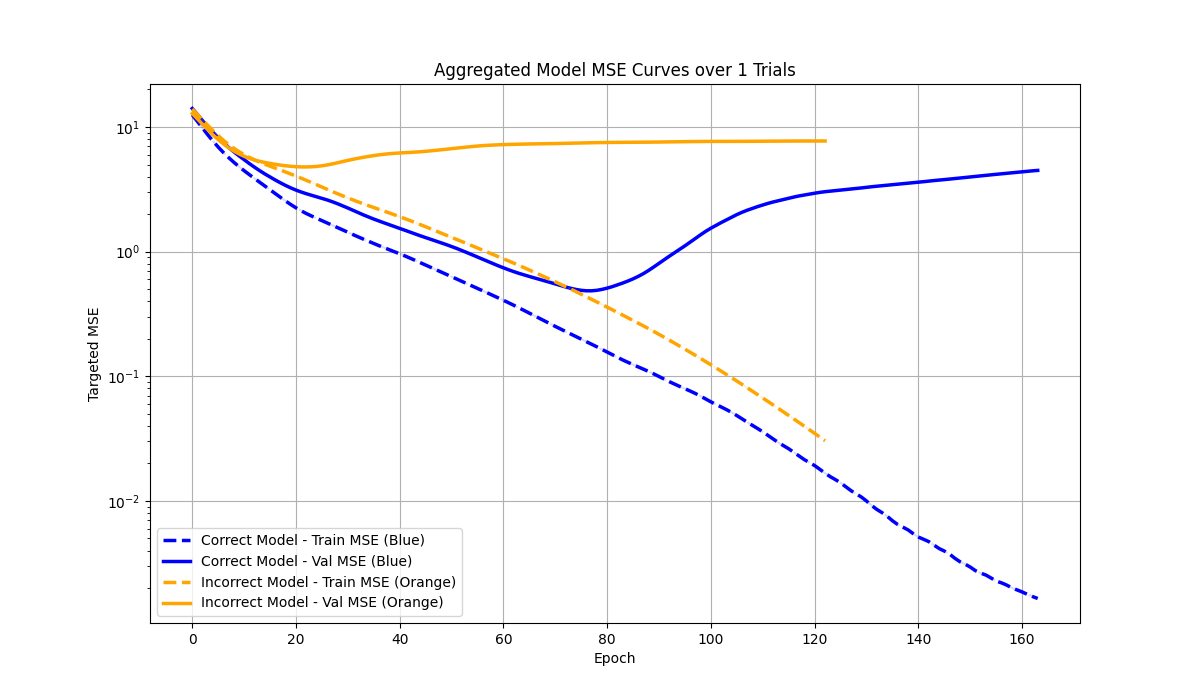 Aggregated Model MSE Curves over 1 Trials
Targeted MSE
10^1
10^0
10^-1
10^-2
Correct Model - Train MSE (Blue)
Correct Model - Val MSE (Blue)
Incorrect Model - Train MSE (Orange)
Incorrect Model - Val MSE (Orange)
0 20 40 60 80 100 120 140 160
Epoch